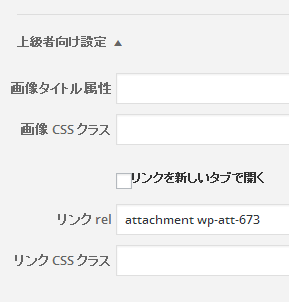 上級者向け設定 ▲
画像タイトル属性
画像 CSS クラス
リンクを新しいタブで開く
リンク rel attachment wp-att-673
リンク CSS クラス